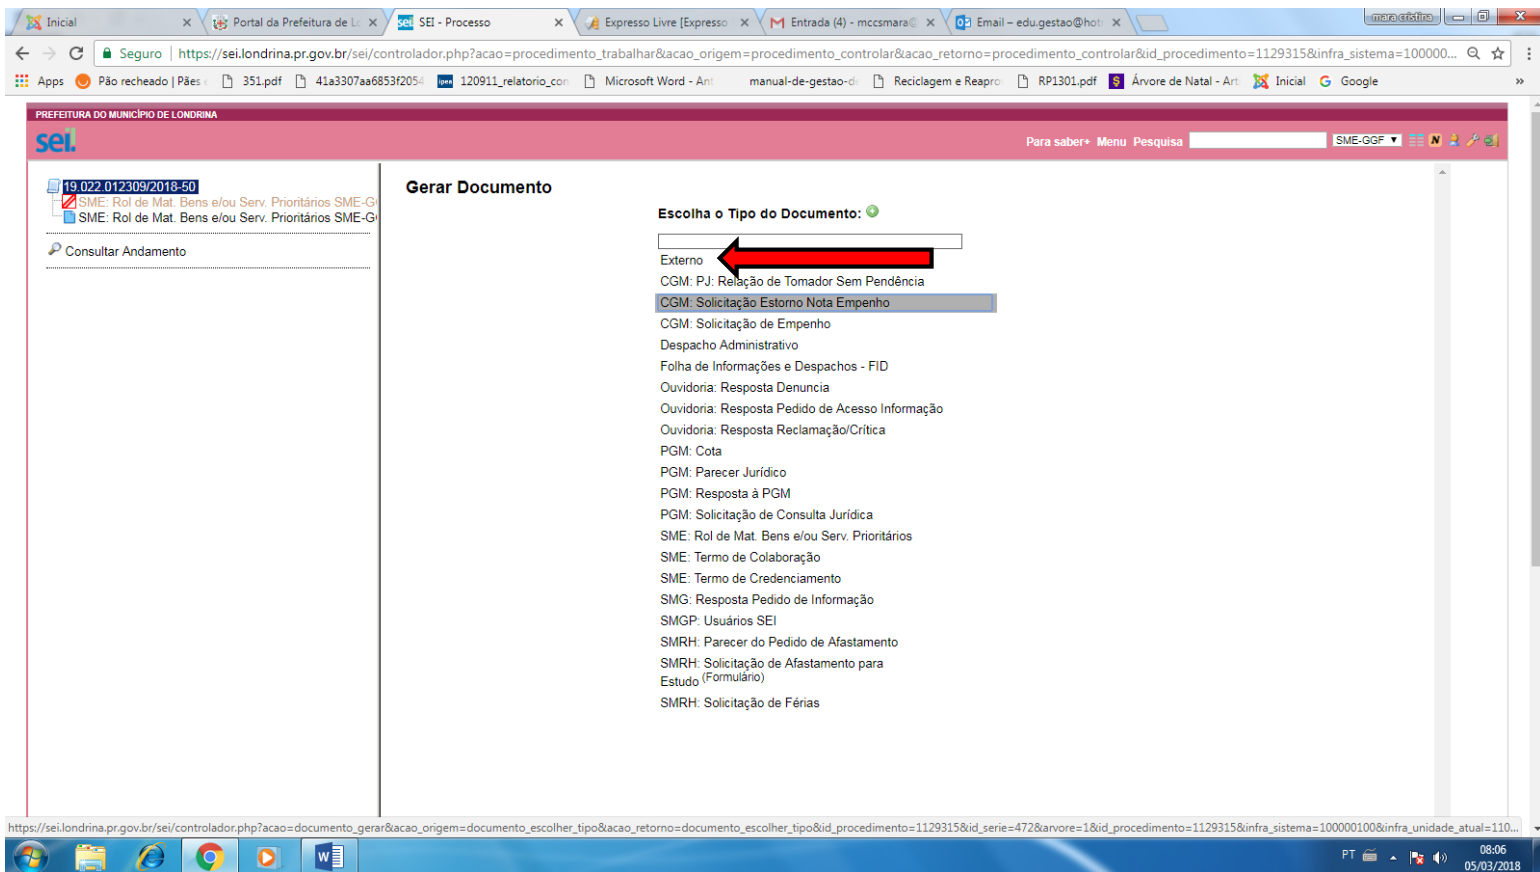 Inicial
Portal da Prefeitura de Lo
SEI - Processo
Expresso Livre [Expresso
Entrada (4) - mccsmara@
Email – edu.gestao@hot
mara cristina
Seguro | https://sei.londrina.pr.gov.br/sei/controlador.php?acao=procedimento_trabalhar&acao_origem=procedimento_controlar&acao_retorno=procedimento_controlar&id_procedimento=1129315&infra_sistema=100000...
Apps
Pão recheado | Pães
351.pdf
41a3307aa6853f2054
120911_relatorio_con
Microsoft Word - Ant
manual-de-gestao-d
Reciclagem e Reapro
RP1301.pdf
Árvore de Natal - Art
Inicial
Google
»
PREFEITURA DO MUNICÍPIO DE LONDRINA
sei.
Para saber+ Menu Pesquisa
SME-GGF
19.022.012309/2018-50
SME: Rol de Mat. Bens e/ou Serv. Prioritários SME-G
SME: Rol de Mat. Bens e/ou Serv. Prioritários SME-G
Consultar Andamento
Gerar Documento
Escolha o Tipo do Documento:
Externo
CGM: PJ: Relação de Tomador Sem Pendência
CGM: Solicitação Estorno Nota Empenho
CGM: Solicitação de Empenho
Despacho Administrativo
Folha de Informações e Despachos - FID
Ouvidoria: Resposta Denuncia
Ouvidoria: Resposta Pedido de Acesso Informação
Ouvidoria: Resposta Reclamação/Crítica
PGM: Cota
PGM: Parecer Jurídico
PGM: Resposta à PGM
PGM: Solicitação de Consulta Jurídica
SME: Rol de Mat. Bens e/ou Serv. Prioritários
SME: Termo de Colaboração
SME: Termo de Credenciamento
SMG: Resposta Pedido de Informação
SMGP: Usuários SEI
SMRH: Parecer do Pedido de Afastamento
SMRH: Solicitação de Afastamento para
Estudo (Formulário)
SMRH: Solicitação de Férias
https://sei.londrina.pr.gov.br/sei/controlador.php?acao=documento_gerar&acao_origem=documento_escolher_tipo&acao_retorno=documento_escolher_tipo&id_procedimento=1129315&id_serie=472&arvore=1&id_procedimento=1129315&infra_sistema=100000100&infra_unidade_atual=110...
PT
08:06
05/03/2018